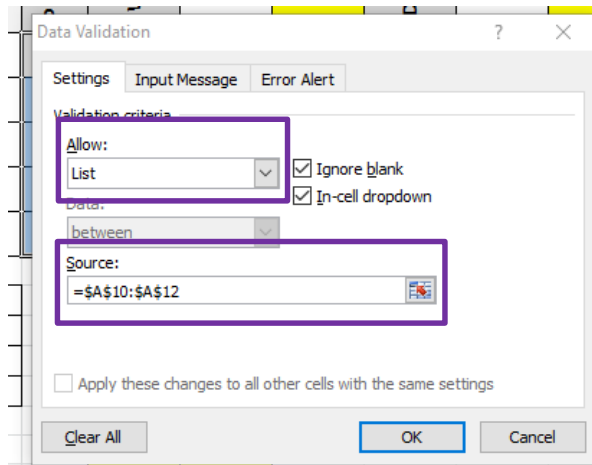 Data Validation ?
Settings Input Message Error Alert
Validation criteria
Allow:
List
Ignore blank
In-cell dropdown
Data:
between
Source:
=$A$10:$A$12
Apply these changes to all other cells with the same settings
Clear All OK Cancel